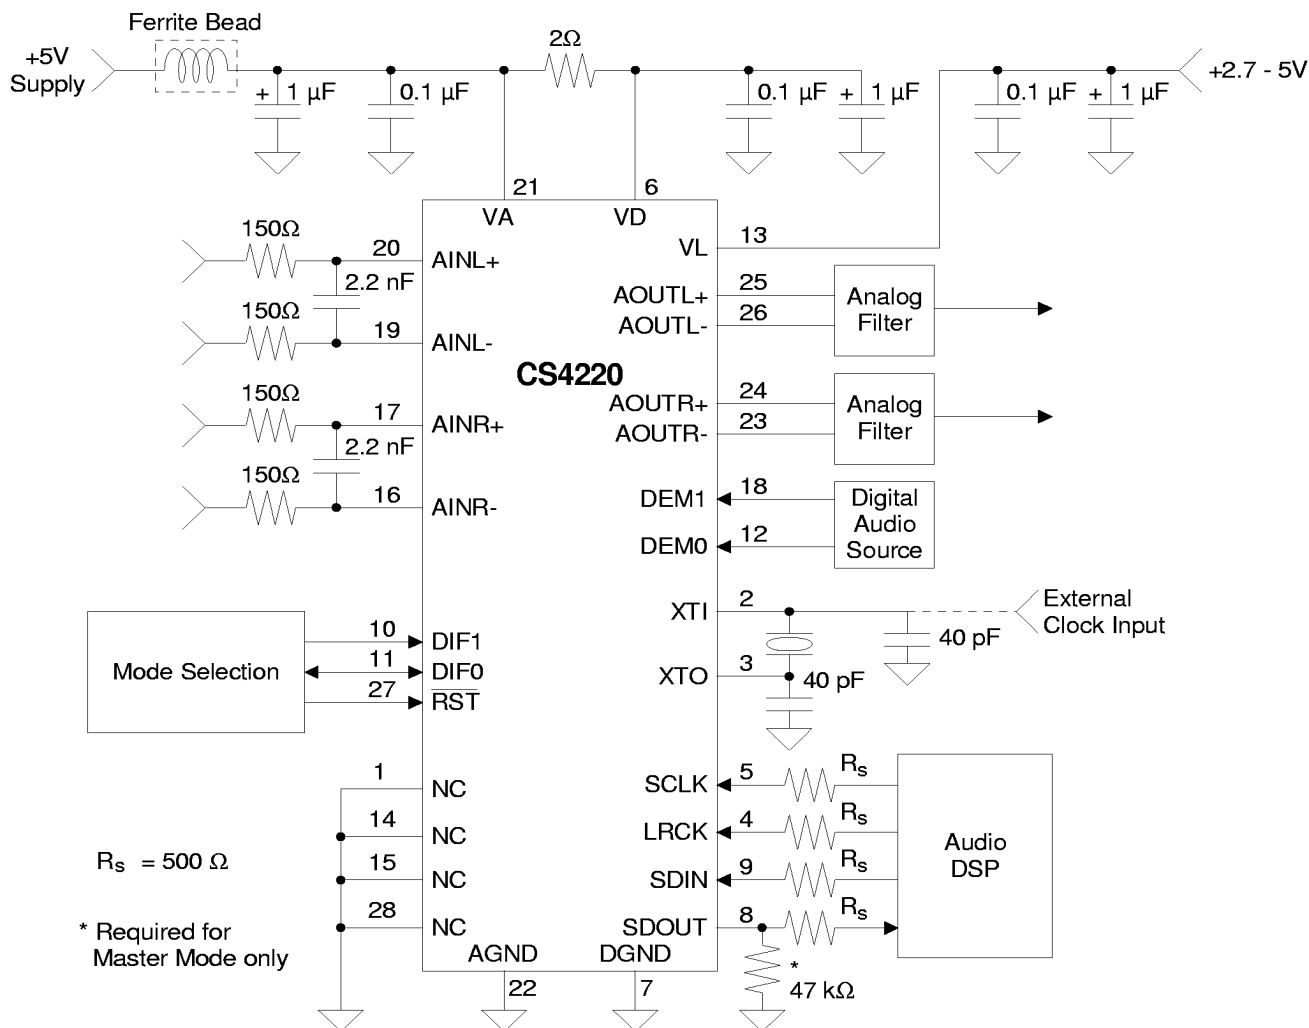 Ferrite Bead
+5V
Supply
2Ω
+2.7 - 5V
+ 1 µF
0.1 µF
0.1 µF
+ 1 µF
0.1 µF
+ 1 µF
21
6
VA
VD
13
VL
150Ω
20
AINL+
2.2 nF
150Ω
19
AINL-
25
AOUTL+
26
AOUTL-
Analog
Filter
CS4220
150Ω
17
AINR+
2.2 nF
150Ω
16
AINR-
24
AOUTR+
23
AOUTR-
Analog
Filter
18
DEM1
12
DEM0
Digital
Audio
Source
2
XTI
External
Clock Input
40 pF
3
XTO
40 pF
Mode Selection
10
DIF1
11
DIF0
27
RST
1
NC
14
NC
15
NC
28
NC
5
SCLK
Rs
4
LRCK
Rs
9
SDIN
Rs
8
SDOUT
Rs
Audio
DSP
Rs = 500 Ω
* Required for
Master Mode only
AGND
DGND
22
7
*
47 kΩ